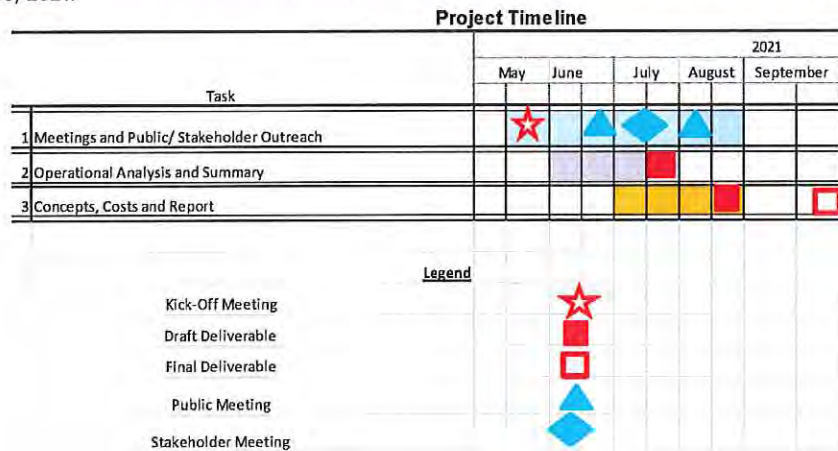 Project Timeline
2021
May June July August September
Task
1 Meetings and Public/ Stakeholder Outreach
2 Operational Analysis and Summary
3 Concepts, Costs and Report
Legend
Kick-Off Meeting
Draft Deliverable
Final Deliverable
Public Meeting
Stakeholder Meeting